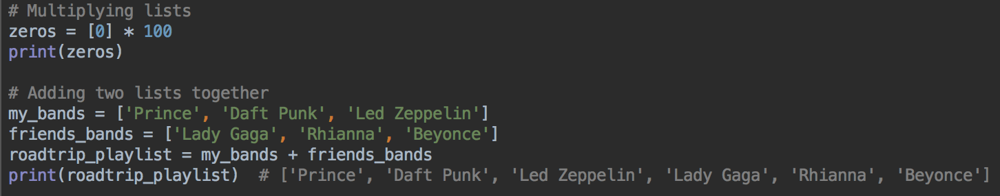 # Multiplying lists
zeros = [0] * 100
print(zeros)
# Adding two lists together
my_bands = ['Prince', 'Daft Punk', 'Led Zeppelin']
friends_bands = ['Lady Gaga', 'Rhianna', 'Beyonce']
roadtrip_playlist = my_bands + friends_bands
print(roadtrip_playlist)  # ['Prince', 'Daft Punk', 'Led Zeppelin', 'Lady Gaga', 'Rhianna', 'Beyonce']